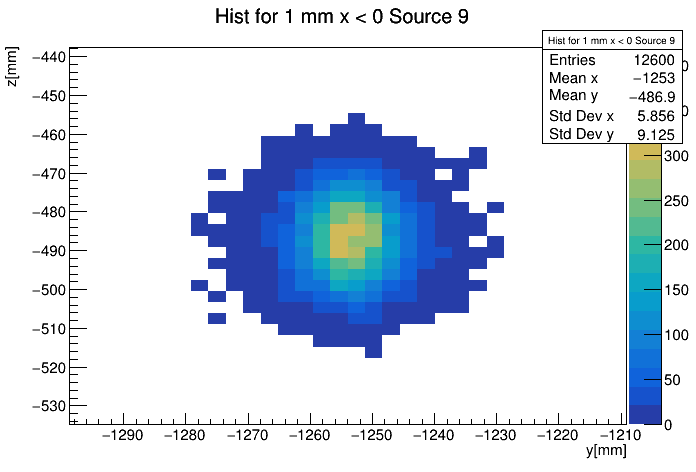 Hist for 1 mm x < 0 Source 9
z[mm]
Hist for 1 mm x < 0 Source 9
Entries 12600
Mean x −1253
Mean y −486.9
Std Dev x 5.856
Std Dev y 9.125
−440
−450
−460
−470
−480
−490
−500
−510
−520
−530
300
250
200
150
100
50
0
−1290 −1280 −1270 −1260 −1250 −1240 −1230 −1220 −1210
y[mm]